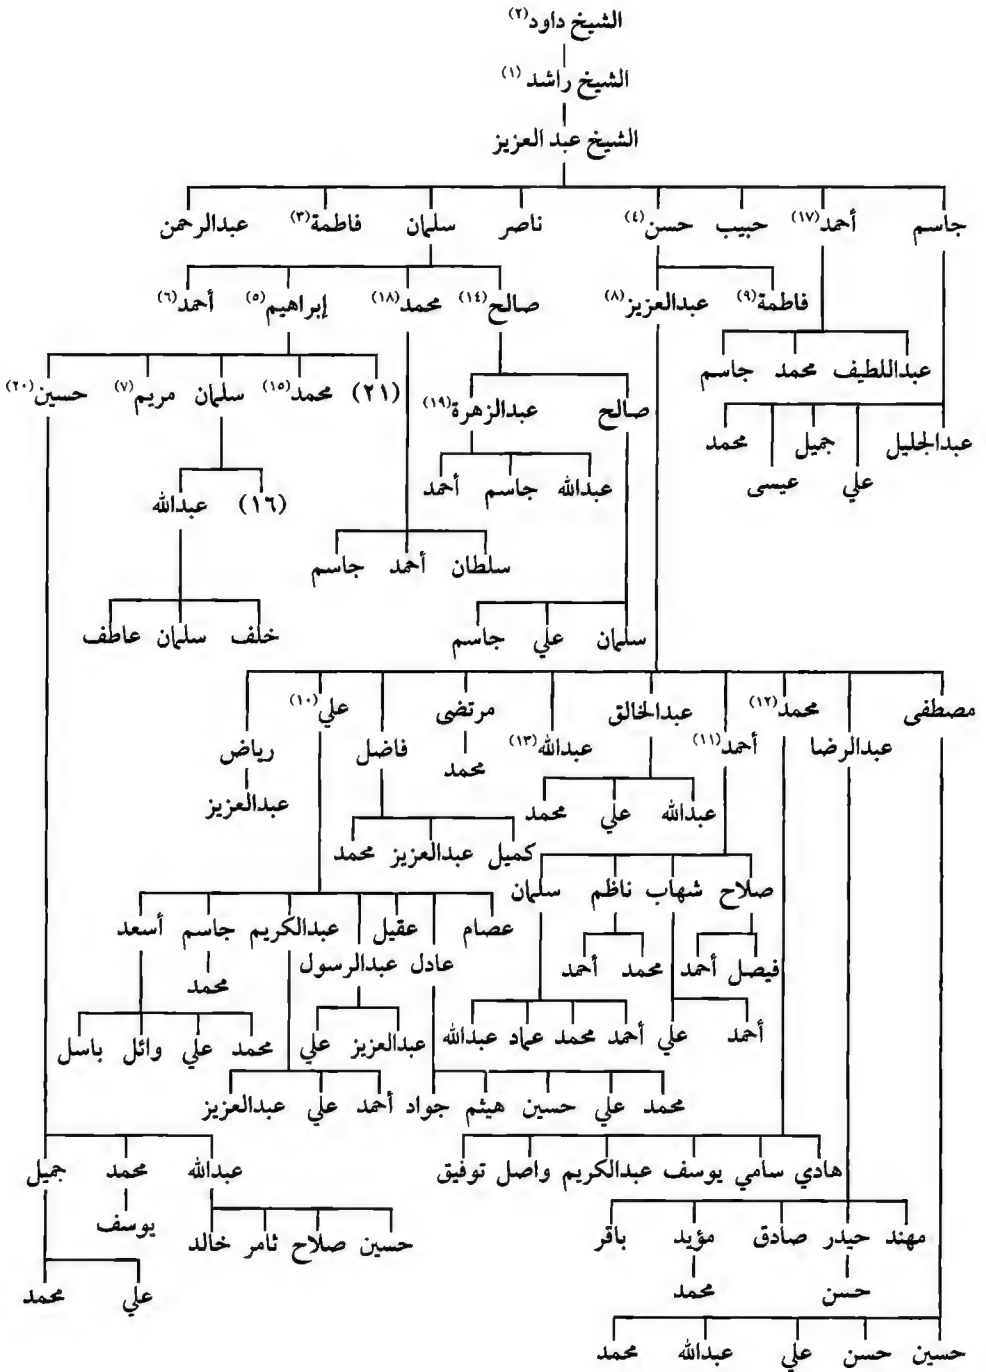 الشيخ داود (٢)
الشيخ راشد (١)
الشيخ عبد العزيز
جاسم أحمد (١٧) حبيب حسن (٤) ناصر سلمان فاطمة (٣) عبدالرحمن
فاطمة (٩) عبدالعزيز (٨) صالح (١٤) محمد (١٨) إبراهيم (٥) أحمد (٦)
عبداللطيف محمد جاسم
(٢١) محمد (١٥) سلمان مريم (٧) حسين (٢٠)
صالح عبدالزهرة (١٩)
عبدالجليل جميل محمد
علي عيسى
عبدالله جاسم أحمد
(١٦) عبدالله
سلطان أحمد جاسم
خلف سلمان عاطف
سلمان علي جاسم
مصطفى محمد (١٢) عبدالخالق مرتضى علي (١٠)
عبدالرضا أحمد (١١) عبدالله (١٣) فاضل رياض
محمد
عبدالعزيز
عبدالله علي محمد
كميل عبدالعزيز محمد
صلاح شهاب ناظم سلمان
عصام عقيل عبدالكريم جاسم أسعد
عادل عبدالرسول
فيصل أحمد محمد أحمد
محمد
أحمد علي أحمد محمد عماد عبدالله
عبدالعزيز علي
محمد علي وائل باسل
محمد علي حسين هيثم جواد أحمد علي عبدالعزيز
هادي سامي يوسف عبدالكريم واصل توفيق
عبدالله محمد جميل
يوسف
مهند حيدر صادق مؤيد باقر
حسين صلاح ثامر خالد
حسن محمد
علي محمد
حسين حسن علي عبدالله محمد